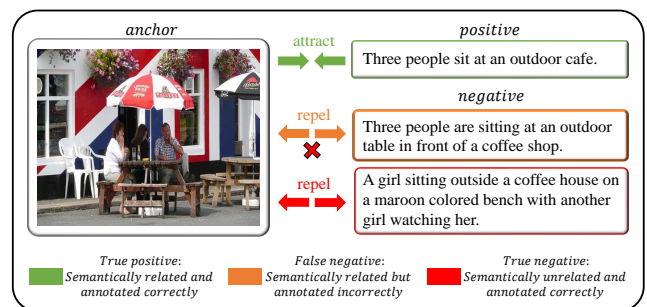 anchor
attract
positive
Three people sit at an outdoor cafe.
negative
repel
Three people are sitting at an outdoor
table in front of a coffee shop.
repel
A girl sitting outside a coffee house on
a maroon colored bench with another
girl watching her.
True positive:
Semantically related and
annotated correctly
False negative:
Semantically related but
annotated incorrectly
True negative:
Semantically unrelated and
annotated correctly